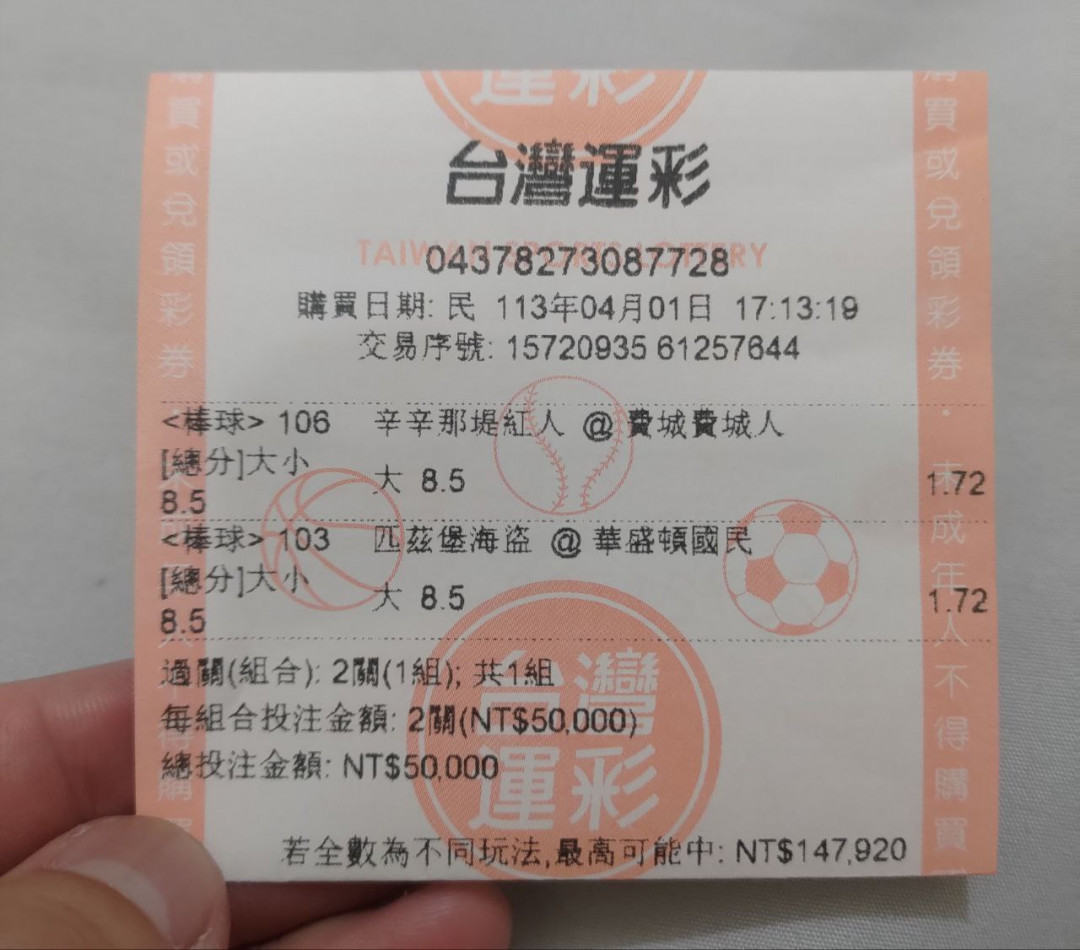 運彩
台灣運彩
TAIWAN SPORTS LOTTERY
04378273087728
購買日期: 民 113年04月01日 17:13:19
交易序號: 15720935 61257644
<棒球> 106 辛辛那堤紅人 @ 費城費城人
[總分]大小
8.5
大 8.5
1.72
<棒球> 103 匹茲堡海盜 @ 華盛頓國民
[總分]大小
8.5
大 8.5
1.72
過關(組合): 2關(1組); 共1組
每組合投注金額: 2關(NT$50,000)
總投注金額: NT$50,000
台灣
運彩
若全數為不同玩法,最高可能中: NT$147,920
購買或兌領彩券
購買或兌領彩券·未成年人不得購買